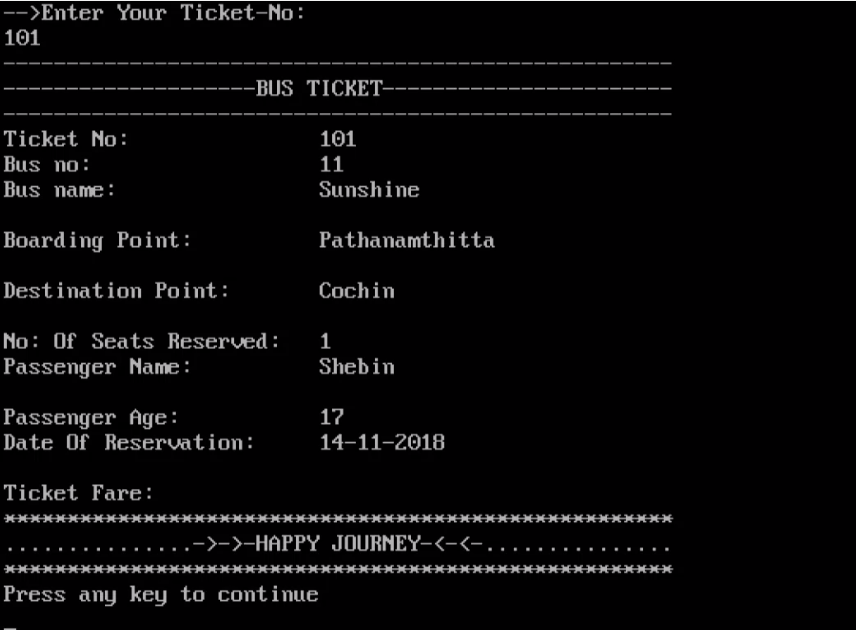 -->Enter Your Ticket-No:
101
-----------------------------------------------------
--------------------BUS TICKET-----------------------
-----------------------------------------------------
Ticket No: 101
Bus no: 11
Bus name: Sunshine
Boarding Point: Pathanamthitta
Destination Point: Cochin
No: Of Seats Reserved: 1
Passenger Name: Shebin
Passenger Age: 17
Date Of Reservation: 14-11-2018
Ticket Fare:
*****************************************************
...............->->-HAPPY JOURNEY-<-<-...............
*****************************************************
Press any key to continue